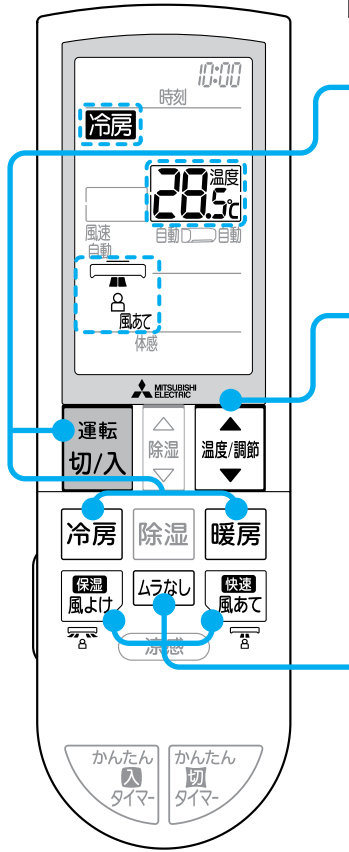 10:00
時刻
冷房
28.5℃ 温度
風速
自動
自動 自動
風あて
体感
MITSUBISHI
ELECTRIC
運転
切/入
除湿
温度/調節
冷房
除湿
暖房
保湿
風よけ
ムラなし
快速
風あて
涼感
かんたん
入
タイマー
かんたん
切
タイマー